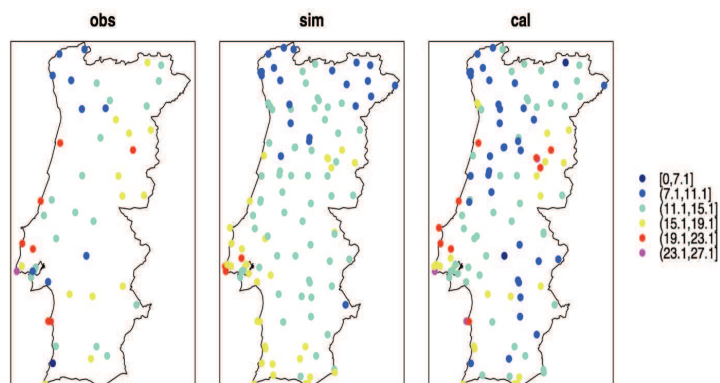 obs
sim
cal
[0,7.1]
(7.1,11.1]
(11.1,15.1]
(15.1,19.1]
(19.1,23.1]
(23.1,27.1]